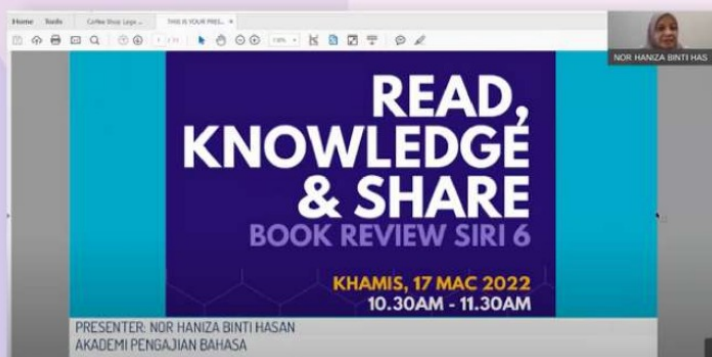 Home Tools Coffee Shop Lega ... THIS IS YOUR PRES... ×
NOR HANIZA BINTI HAS
READ,
KNOWLEDGE
& SHARE
BOOK REVIEW SIRI 6
KHAMIS, 17 MAC 2022
10.30AM - 11.30AM
PRESENTER: NOR HANIZA BINTI HASAN
AKADEMI PENGAJIAN BAHASA